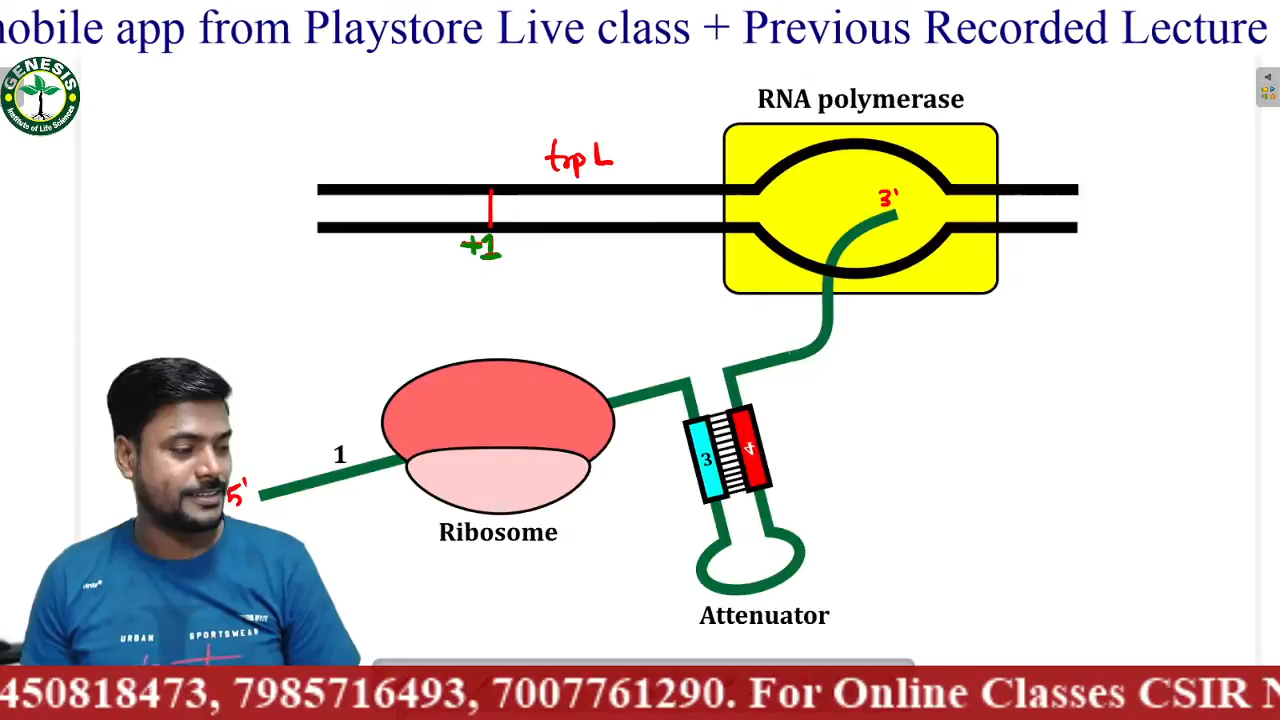 mobile app from Playstore Live class + Previous Recorded Lecture
GENESIS
Institute of Life Sciences
RNA polymerase
trp L
3'
+1
1
5'
3
4
Ribosome
Attenuator
URBAN SPORTSWEAR
450818473, 7985716493, 7007761290. For Online Classes CSIR N